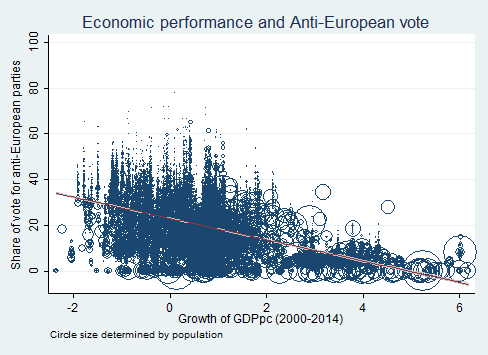 Economic performance and Anti-European vote
Share of vote for anti-European parties
100
80
60
40
20
0
-2
0
2
4
6
Growth of GDPpc (2000-2014)
Circle size determined by population